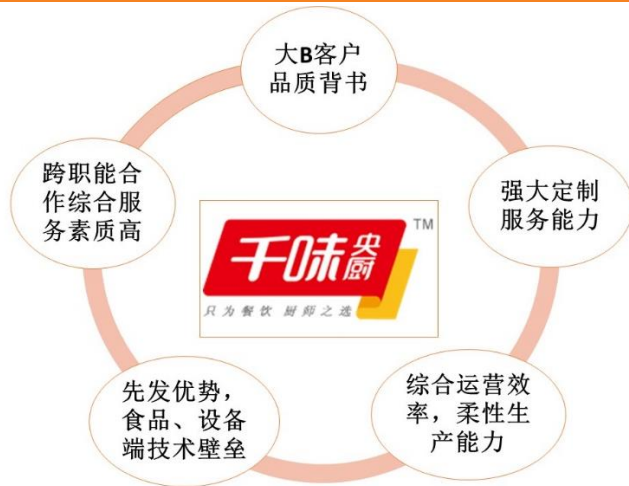 大B客户
品质背书
跨职能合
作综合服
务素质高
强大定制
服务能力
千味央厨
TM
只为餐饮 厨师之选
先发优势，
食品、设备
端技术壁垒
综合运营效
率，柔性生
产能力